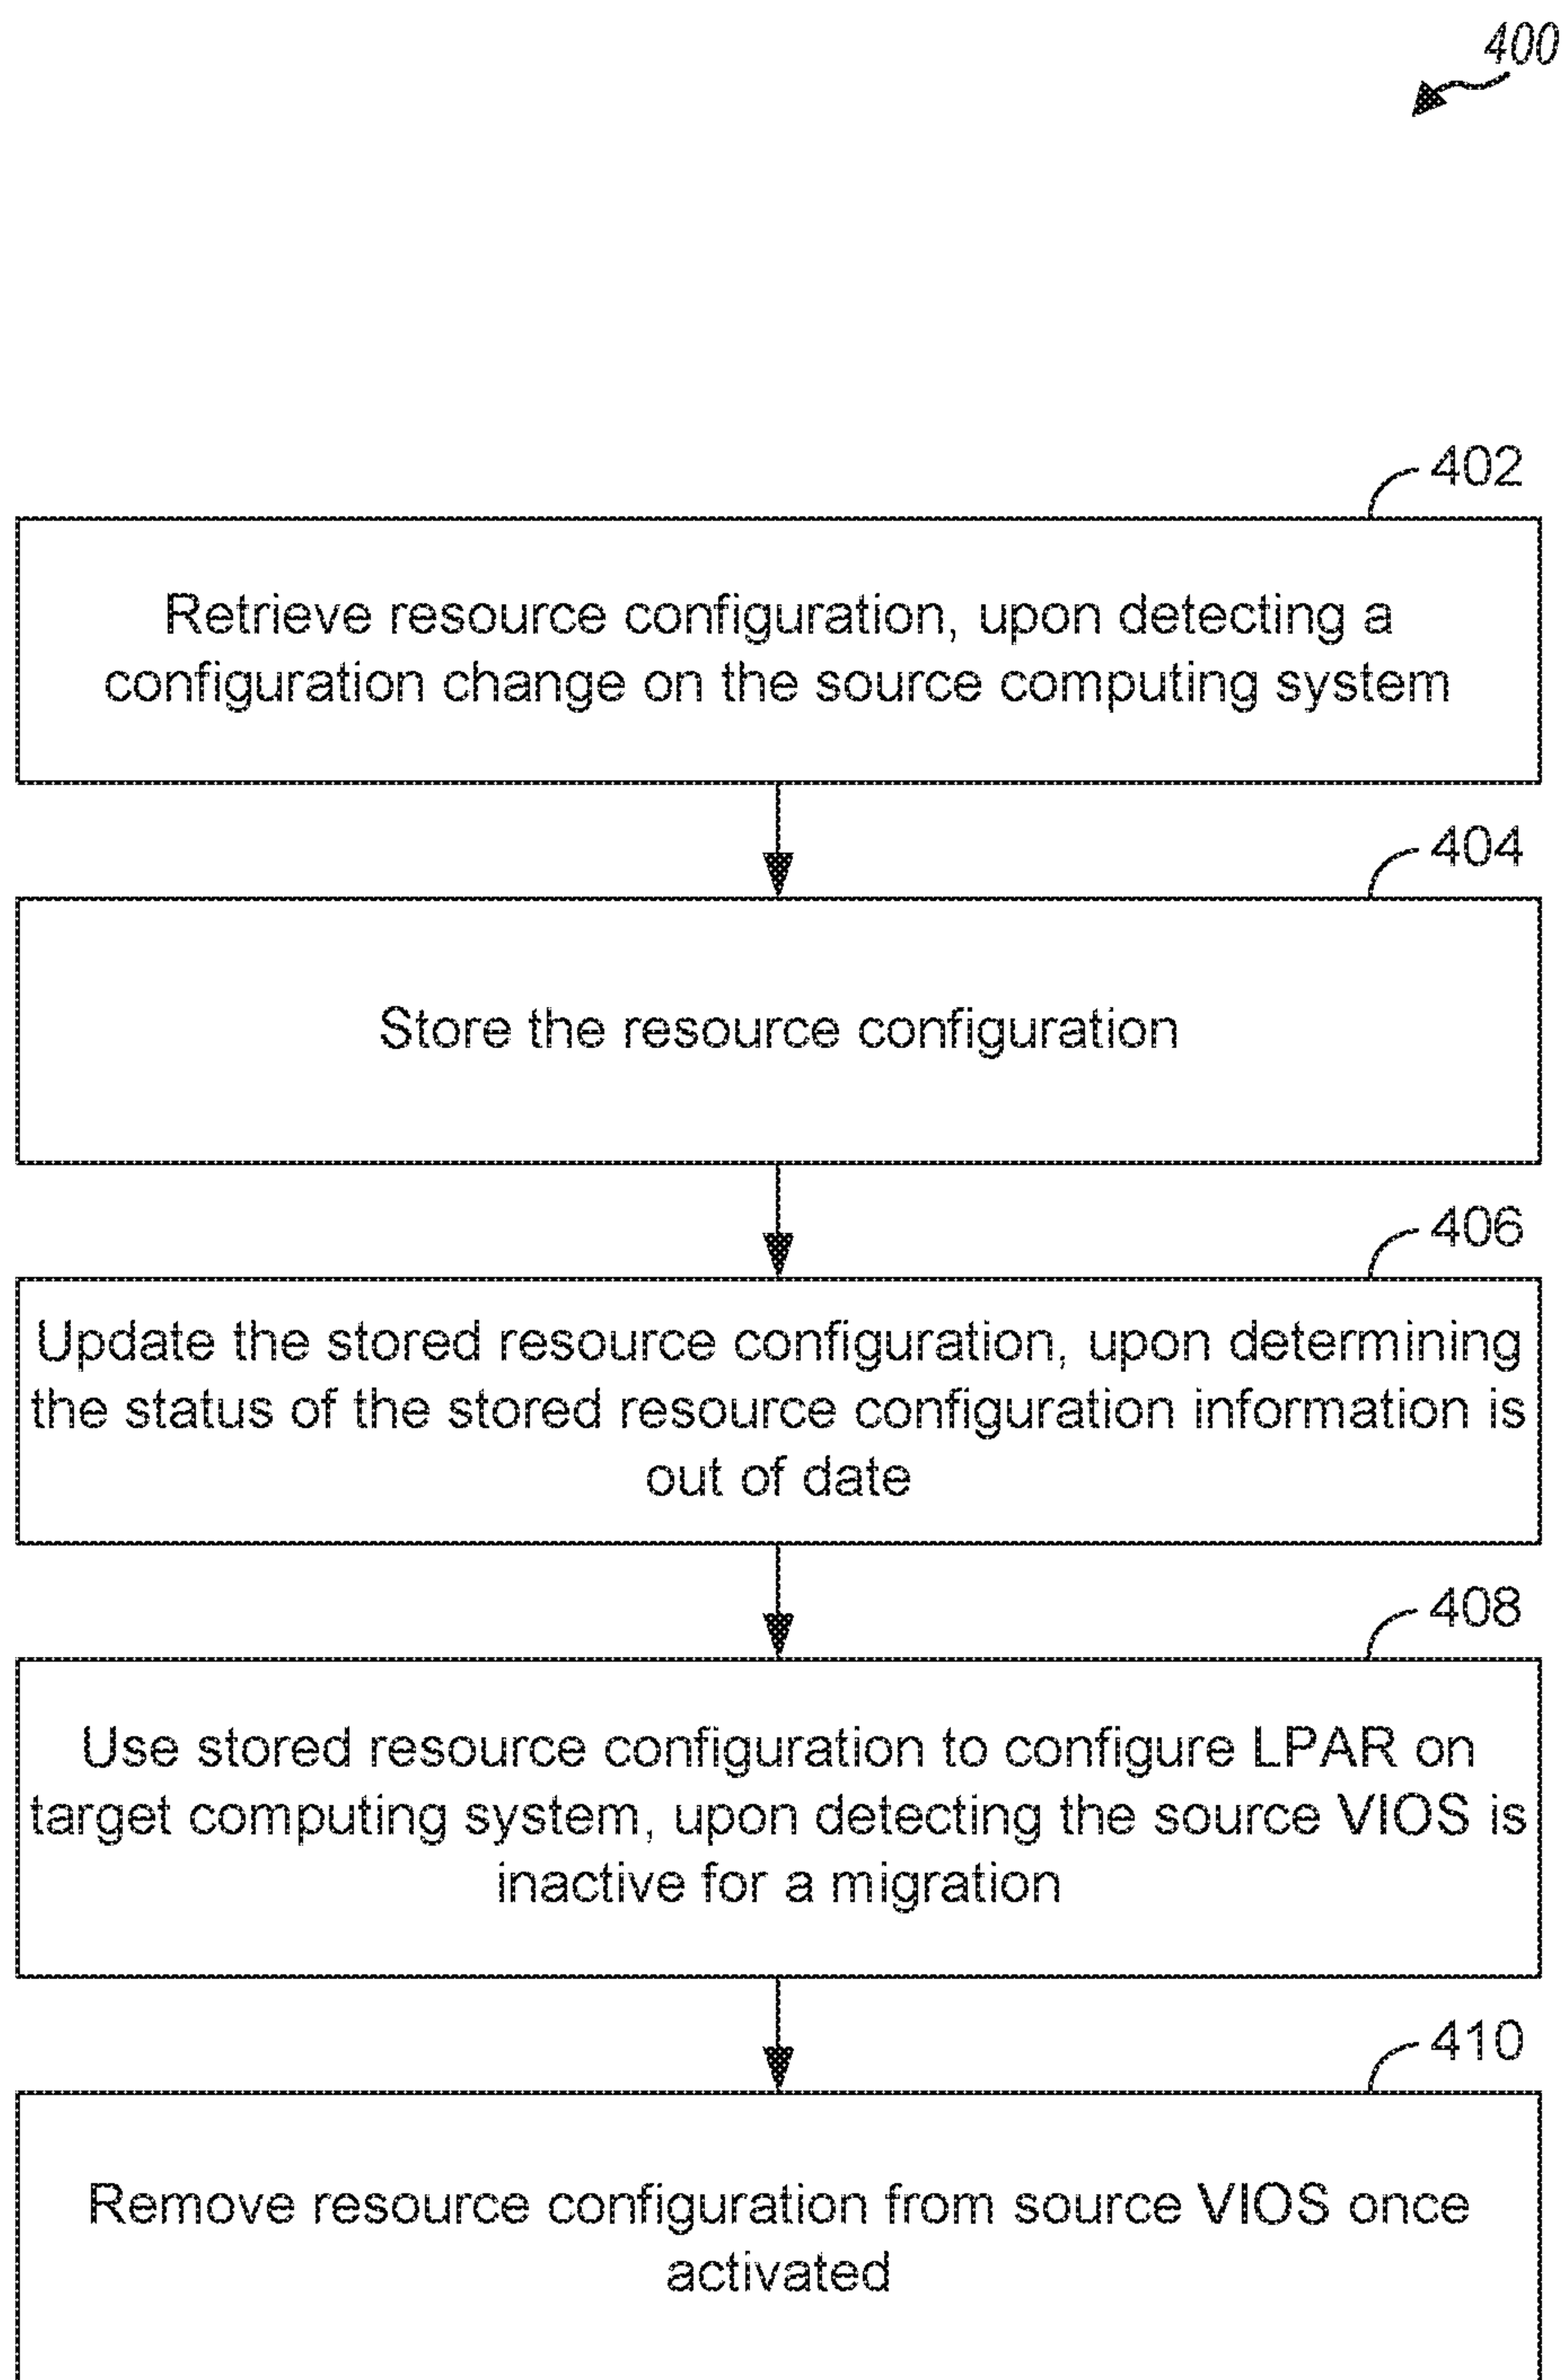 400
402
Retrieve resource configuration, upon detecting a
configuration change on the source computing system
404
Store the resource configuration
406
Update the stored resource configuration, upon determining
the status of the stored resource configuration information is
out of date
408
Use stored resource configuration to configure LPAR on
target computing system, upon detecting the source VIOS is
inactive for a migration
410
Remove resource configuration from source VIOS once
activated